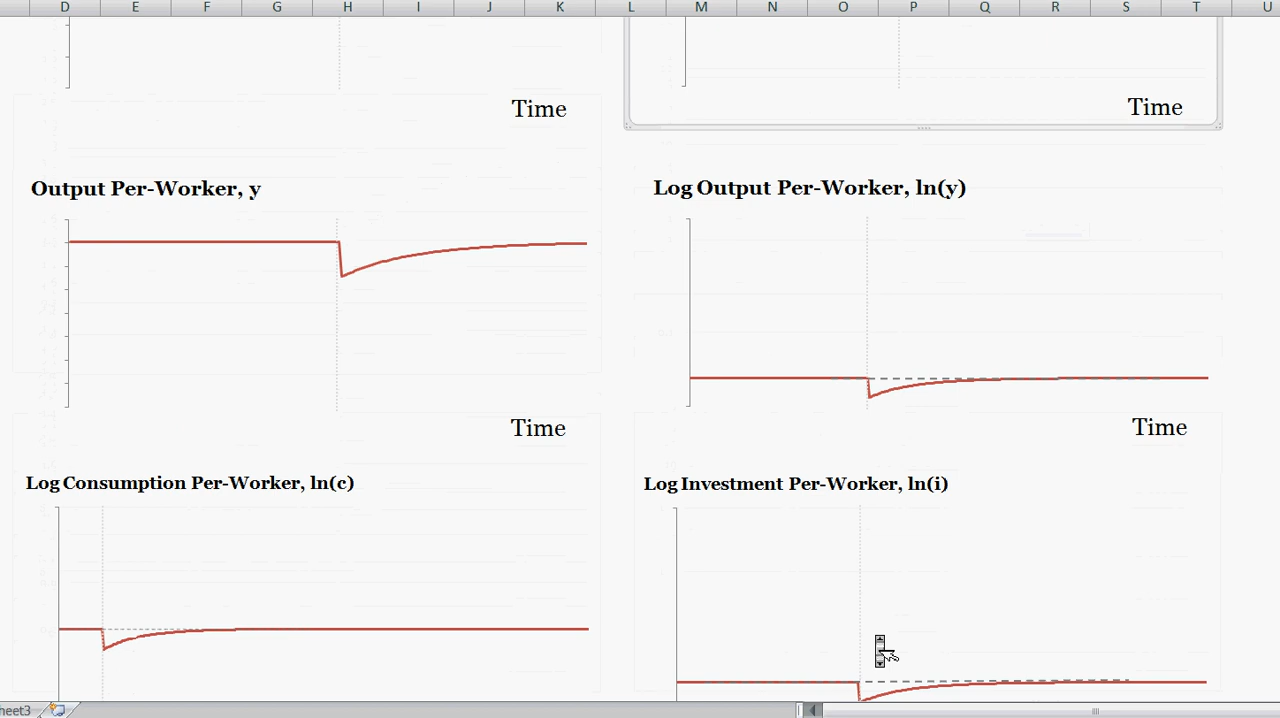 D E F G H I J K L M N O P Q R S T U
Time
Time
Output Per-Worker, y
Log Output Per-Worker, ln(y)
Time
Time
Log Consumption Per-Worker, ln(c)
Log Investment Per-Worker, ln(i)
heet3